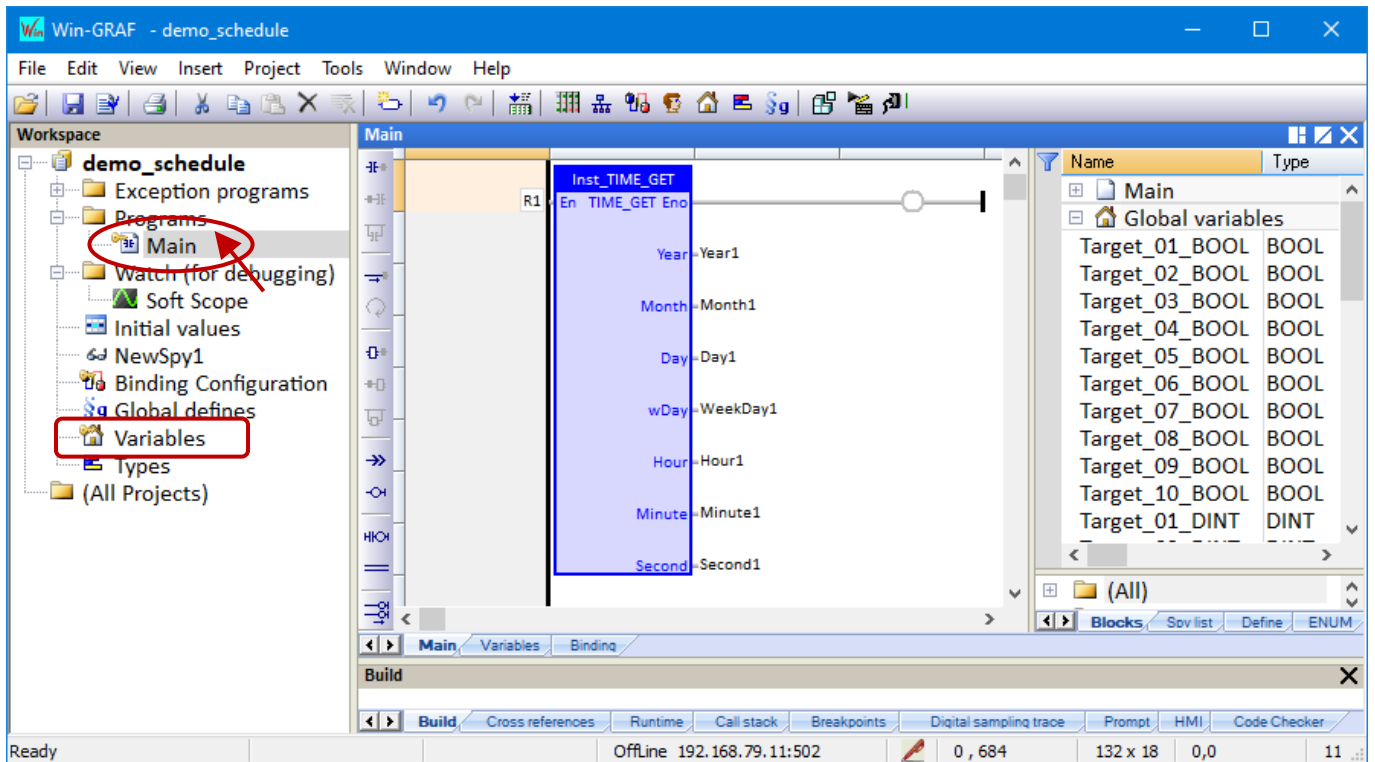 Win-GRAF - demo_schedule
File Edit View Insert Project Tools Window Help
Workspace
demo_schedule
Exception programs
Programs
Main
Watch (for debugging)
Soft Scope
Initial values
NewSpy1
Binding Configuration
Global defines
Variables
Types
(All Projects)
Main
R1
Inst_TIME_GET
En TIME_GET Eno
Year Year1
Month Month1
Day Day1
wDay WeekDay1
Hour Hour1
Minute Minute1
Second Second1
Name Type
Main
Global variables
Target_01_BOOL BOOL
Target_02_BOOL BOOL
Target_03_BOOL BOOL
Target_04_BOOL BOOL
Target_05_BOOL BOOL
Target_06_BOOL BOOL
Target_07_BOOL BOOL
Target_08_BOOL BOOL
Target_09_BOOL BOOL
Target_10_BOOL BOOL
Target_01_DINT DINT
(All)
Blocks Spy list Define ENUM
Main Variables Binding
Build
Build Cross references Runtime Call stack Breakpoints Digital sampling trace Prompt HMI Code Checker
Ready OffLine 192.168.79.11:502 0 , 684 132 x 18 0,0 11